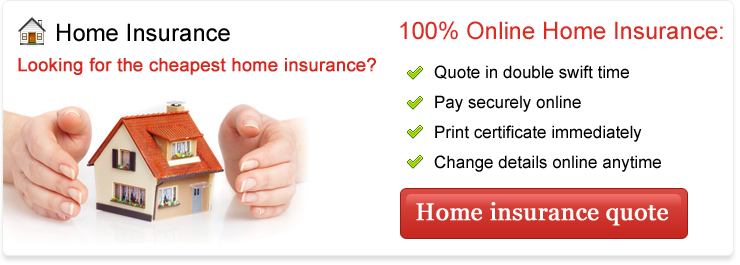 Home Insurance
Looking for the cheapest home insurance?
100% Online Home Insurance:
Quote in double swift time
Pay securely online
Print certificate immediately
Change details online anytime
Home insurance quote